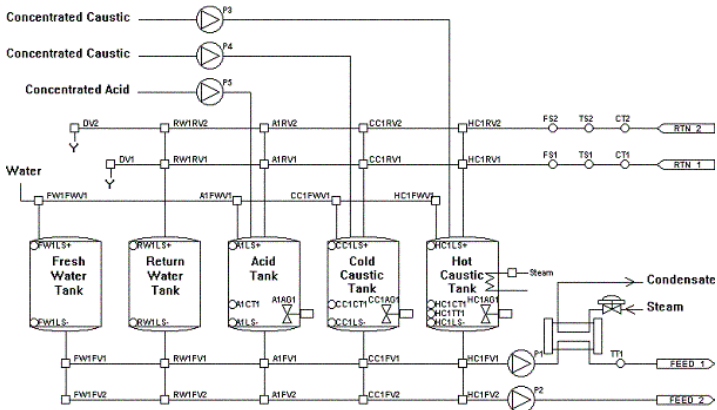 Concentrated Caustic P3
Concentrated Caustic P4
Concentrated Acid P5
DV2 RW1RV2 A1RV2 CC1RV2 HC1RV2 FS2 TS2 CT2 RTN 2
DV1 RW1RV1 A1RV1 CC1RV1 HC1RV1 FS1 TS1 CT1 RTN 1
Water
FW1FWV1 A1FWV1 CC1FWV1 HC1FWV1
FW1LS+ RW1LS+ A1LS+ CC1LS+ HC1LS+
Fresh
Water
Tank
Return
Water
Tank
Acid
Tank
Cold
Caustic
Tank
Hot
Caustic
Tank
Steam
Condensate
Steam
A1CT1 A1AG1 CC1CT1 CC1AG1 HC1CT1 HC1AG1
HC1TT1
FW1LS- RW1LS- CC1LS- HC1LS-
FW1FV1 RW1FV1 A1FV1 CC1FV1 HC1FV1 P1 TT1 FEED 1
FW1FV2 RW1FV2 A1FV2 CC1FV2 HC1FV2 P2 FEED 2